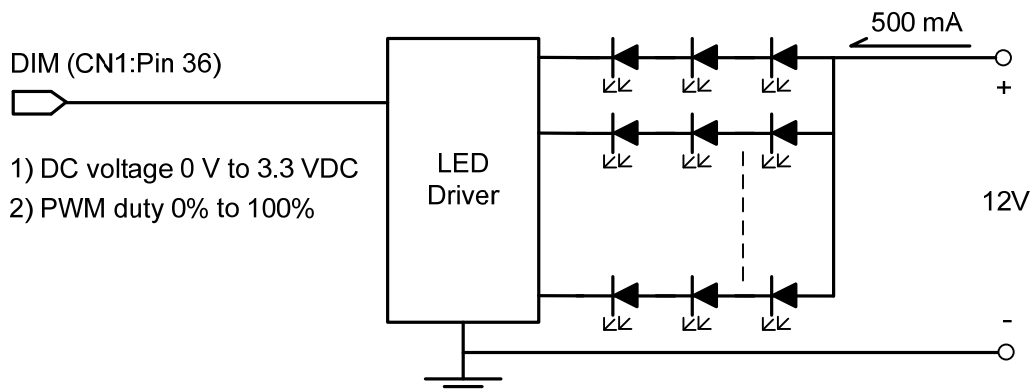 500 mA
DIM (CN1:Pin 36)
+
1) DC voltage 0 V to 3.3 VDC
2) PWM duty 0% to 100%
LED
Driver
12V
-